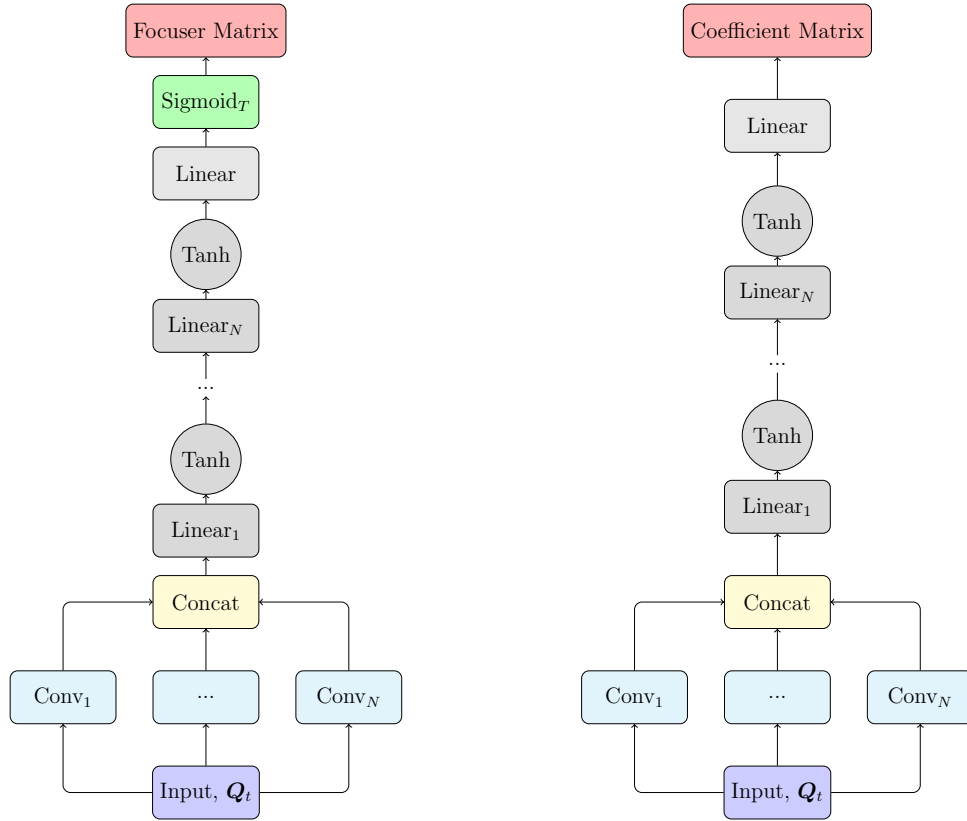 Focuser Matrix
Sigmoid_T
Linear
Tanh
Linear_N
...
Tanh
Linear_1
Concat
Conv_1
...
Conv_N
Input, Q_t
Coefficient Matrix
Linear
Tanh
Linear_N
...
Tanh
Linear_1
Concat
Conv_1
...
Conv_N
Input, Q_t